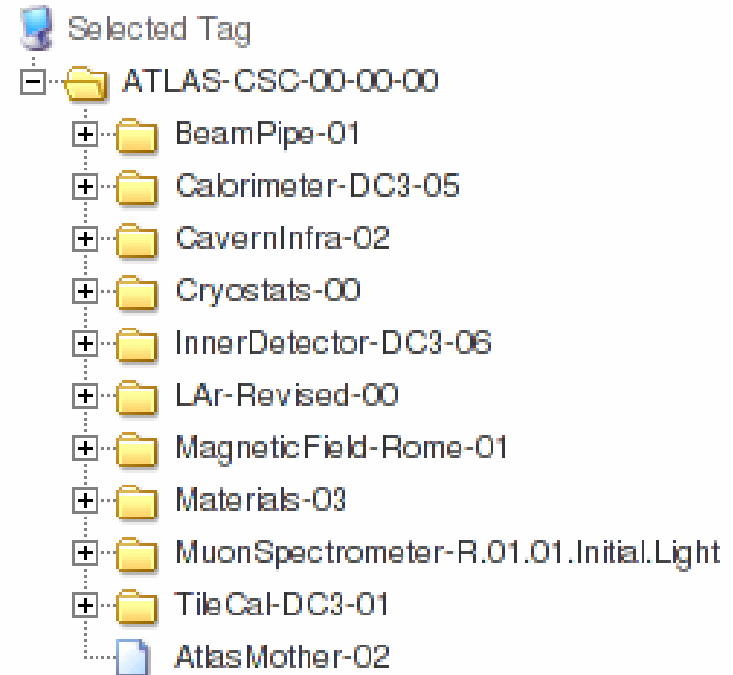 Selected Tag
ATLAS-CSC-00-00-00
BeamPipe-01
Calorimeter-DC3-05
CavernInfra-02
Cryostats-00
InnerDetector-DC3-06
LAr-Revised-00
MagneticField-Rome-01
Materials-03
MuonSpectrometer-R.01.01.Initial.Light
TileCal-DC3-01
AtlasMother-02